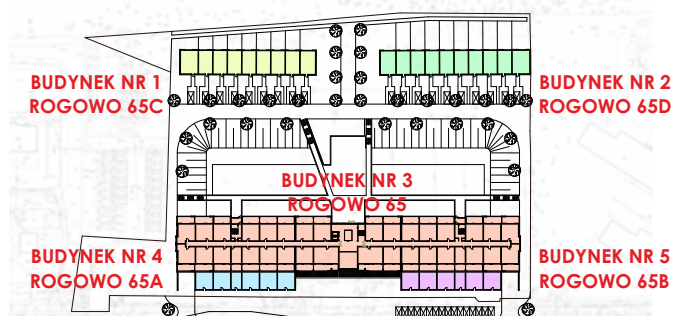 BUDYNEK NR 1
ROGOWO 65C
BUDYNEK NR 2
ROGOWO 65D
BUDYNEK NR 3
ROGOWO 65
BUDYNEK NR 4
ROGOWO 65A
BUDYNEK NR 5
ROGOWO 65B